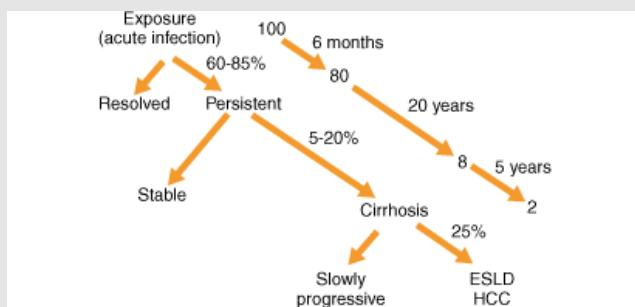 Exposure
(acute infection)
100
6 months
60-85%
80
Resolved
Persistent
20 years
5-20%
8
5 years
Stable
2
Cirrhosis
25%
Slowly
progressive
ESLD
HCC